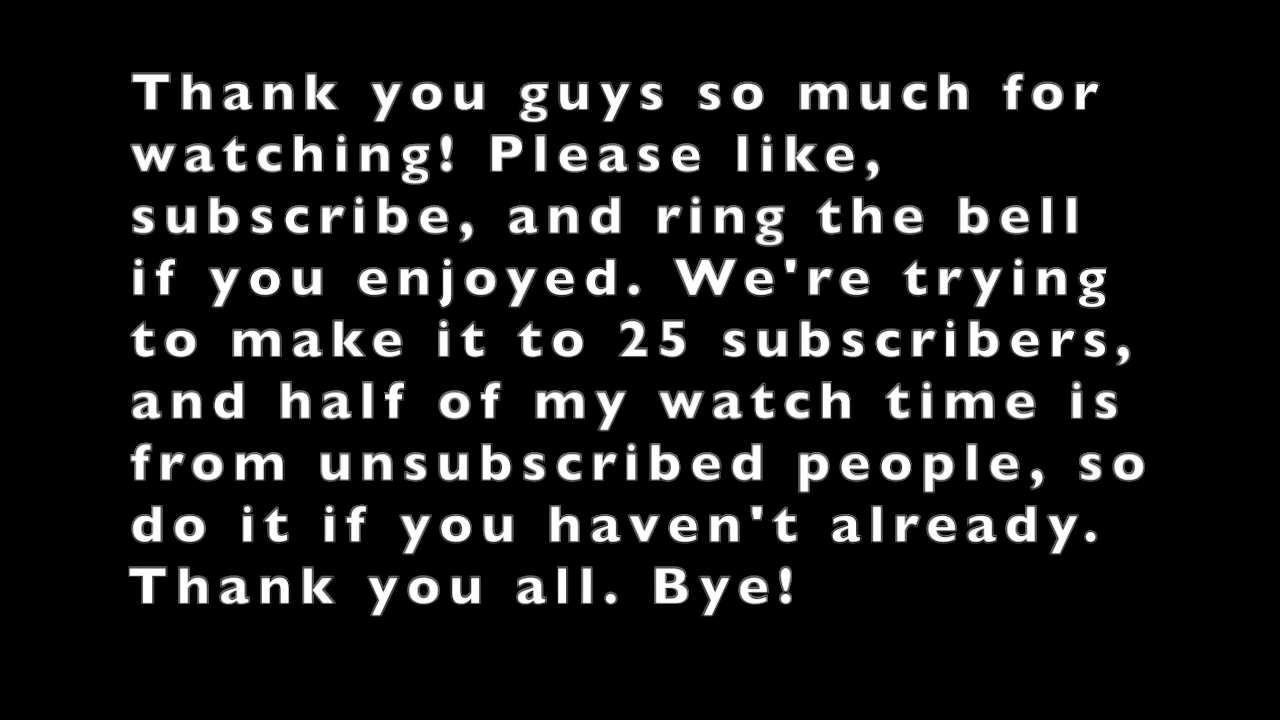 Thank you guys so much for
watching! Please like,
subscribe, and ring the bell
if you enjoyed. We're trying
to make it to 25 subscribers,
and half of my watch time is
from unsubscribed people, so
do it if you haven't already.
Thank you all. Bye!